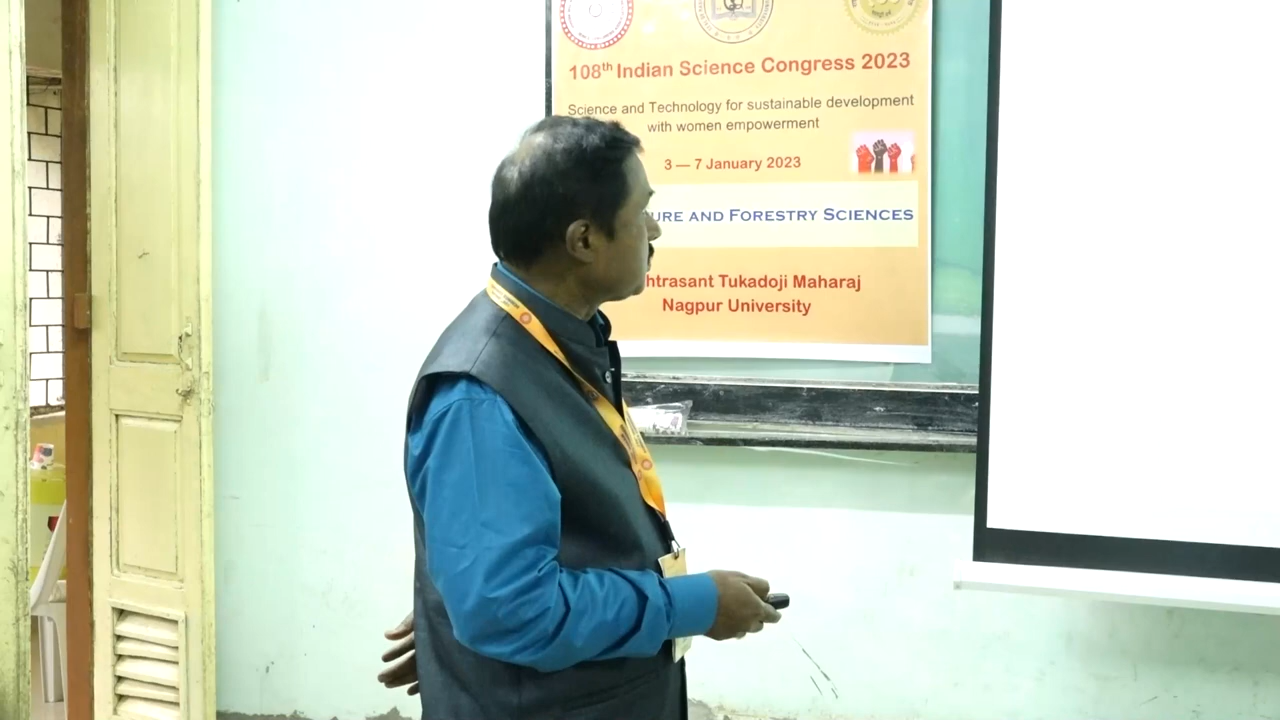 108th Indian Science Congress 2023
Science and Technology for sustainable development
with women empowerment
3 — 7 January 2023
URE AND FORESTRY SCIENCES
htrasant Tukadoji Maharaj
Nagpur University